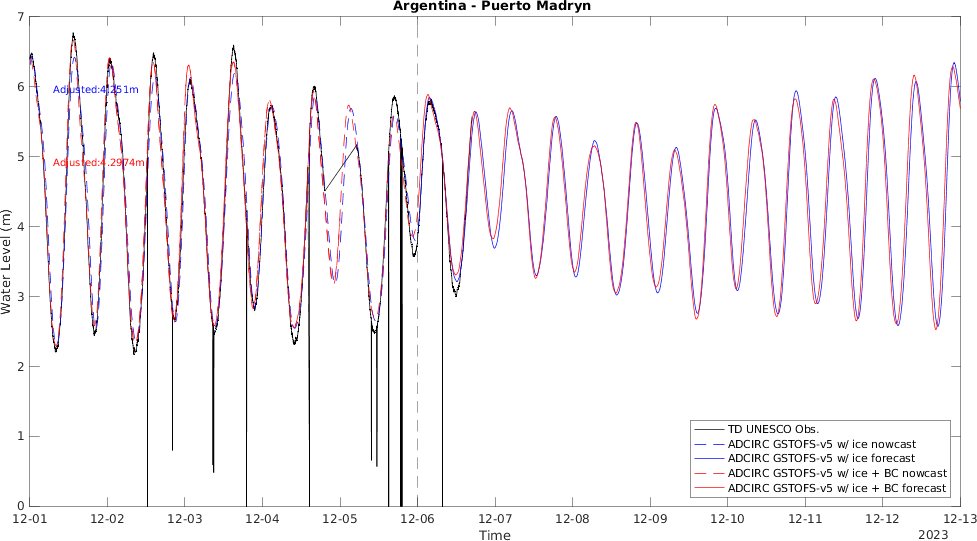 Argentina - Puerto Madryn
7
6
5
4
3
2
1
0
Water Level (m)
Adjusted:4.251m
Adjusted:4.2974m
TD UNESCO Obs.
ADCIRC GSTOFS-v5 w/ ice nowcast
ADCIRC GSTOFS-v5 w/ ice forecast
ADCIRC GSTOFS-v5 w/ ice + BC nowcast
ADCIRC GSTOFS-v5 w/ ice + BC forecast
12-01 12-02 12-03 12-04 12-05 12-06 12-07 12-08 12-09 12-10 12-11 12-12 12-13
Time
2023